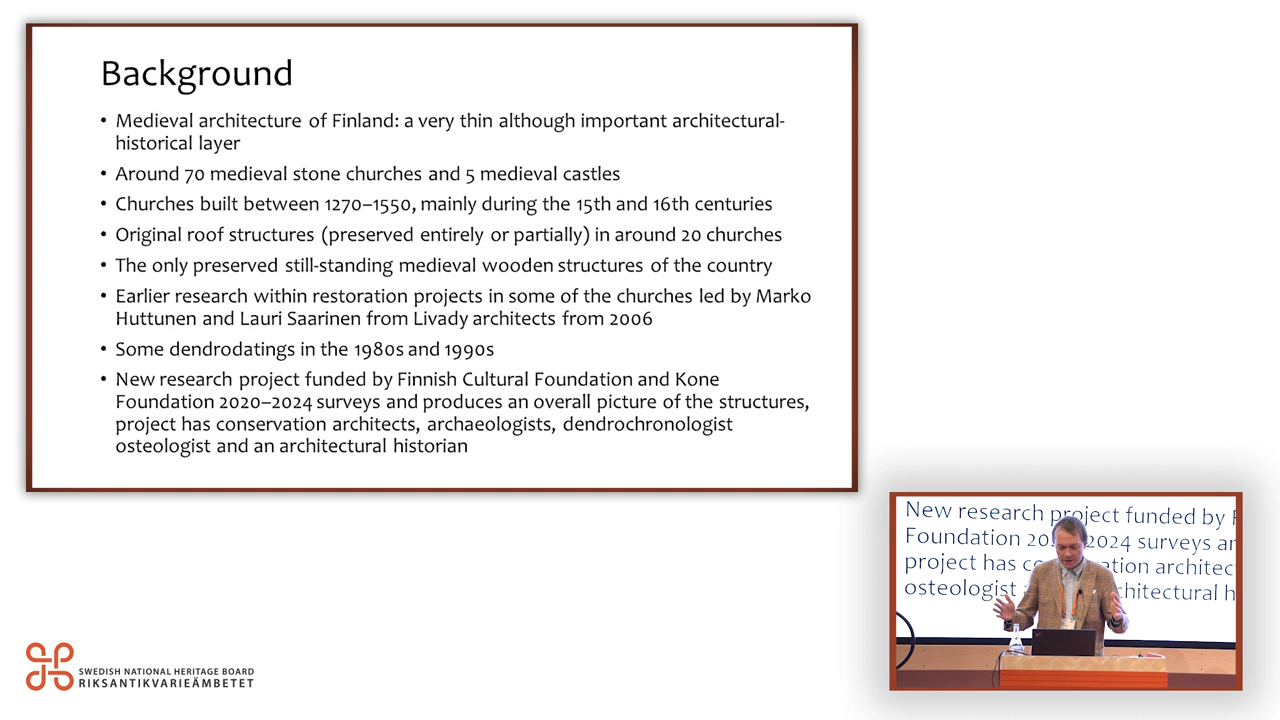 Background
• Medieval architecture of Finland: a very thin although important architectural-
historical layer
• Around 70 medieval stone churches and 5 medieval castles
• Churches built between 1270–1550, mainly during the 15th and 16th centuries
• Original roof structures (preserved entirely or partially) in around 20 churches
• The only preserved still-standing medieval wooden structures of the country
• Earlier research within restoration projects in some of the churches led by Marko
Huttunen and Lauri Saarinen from Livady architects from 2006
• Some dendrodatings in the 1980s and 1990s
• New research project funded by Finnish Cultural Foundation and Kone
Foundation 2020–2024 surveys and produces an overall picture of the structures,
project has conservation architects, archaeologists, dendrochronologist
osteologist and an architectural historian
New research project funded by
Foundation 2024 surveys
project has
osteologist
SWEDISH NATIONAL HERITAGE BOARD
RIKSANTIKVARIEÄMBETET